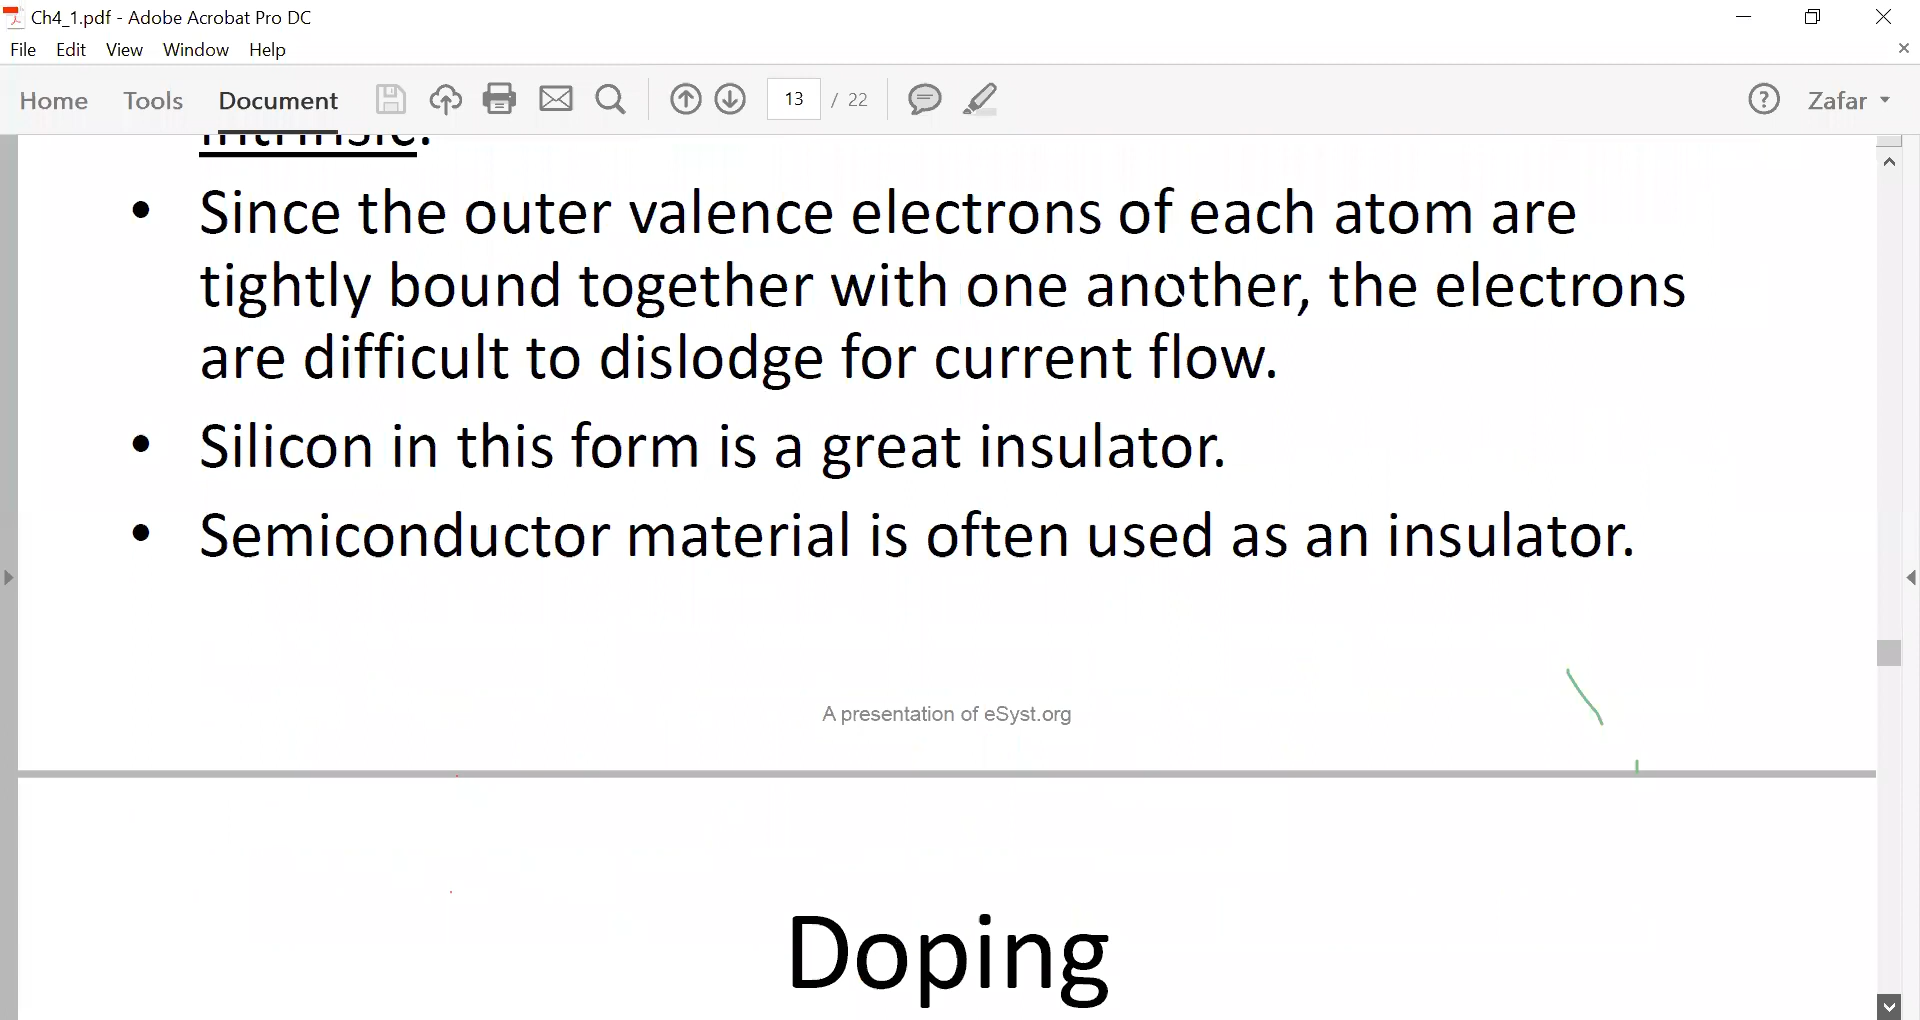 Ch4_1.pdf - Adobe Acrobat Pro DC
File Edit View Window Help
Home Tools Document 13 / 22 Zafar
Intrinsic:
• Since the outer valence electrons of each atom are
tightly bound together with one another, the electrons
are difficult to dislodge for current flow.
• Silicon in this form is a great insulator.
• Semiconductor material is often used as an insulator.
A presentation of eSyst.org
Doping